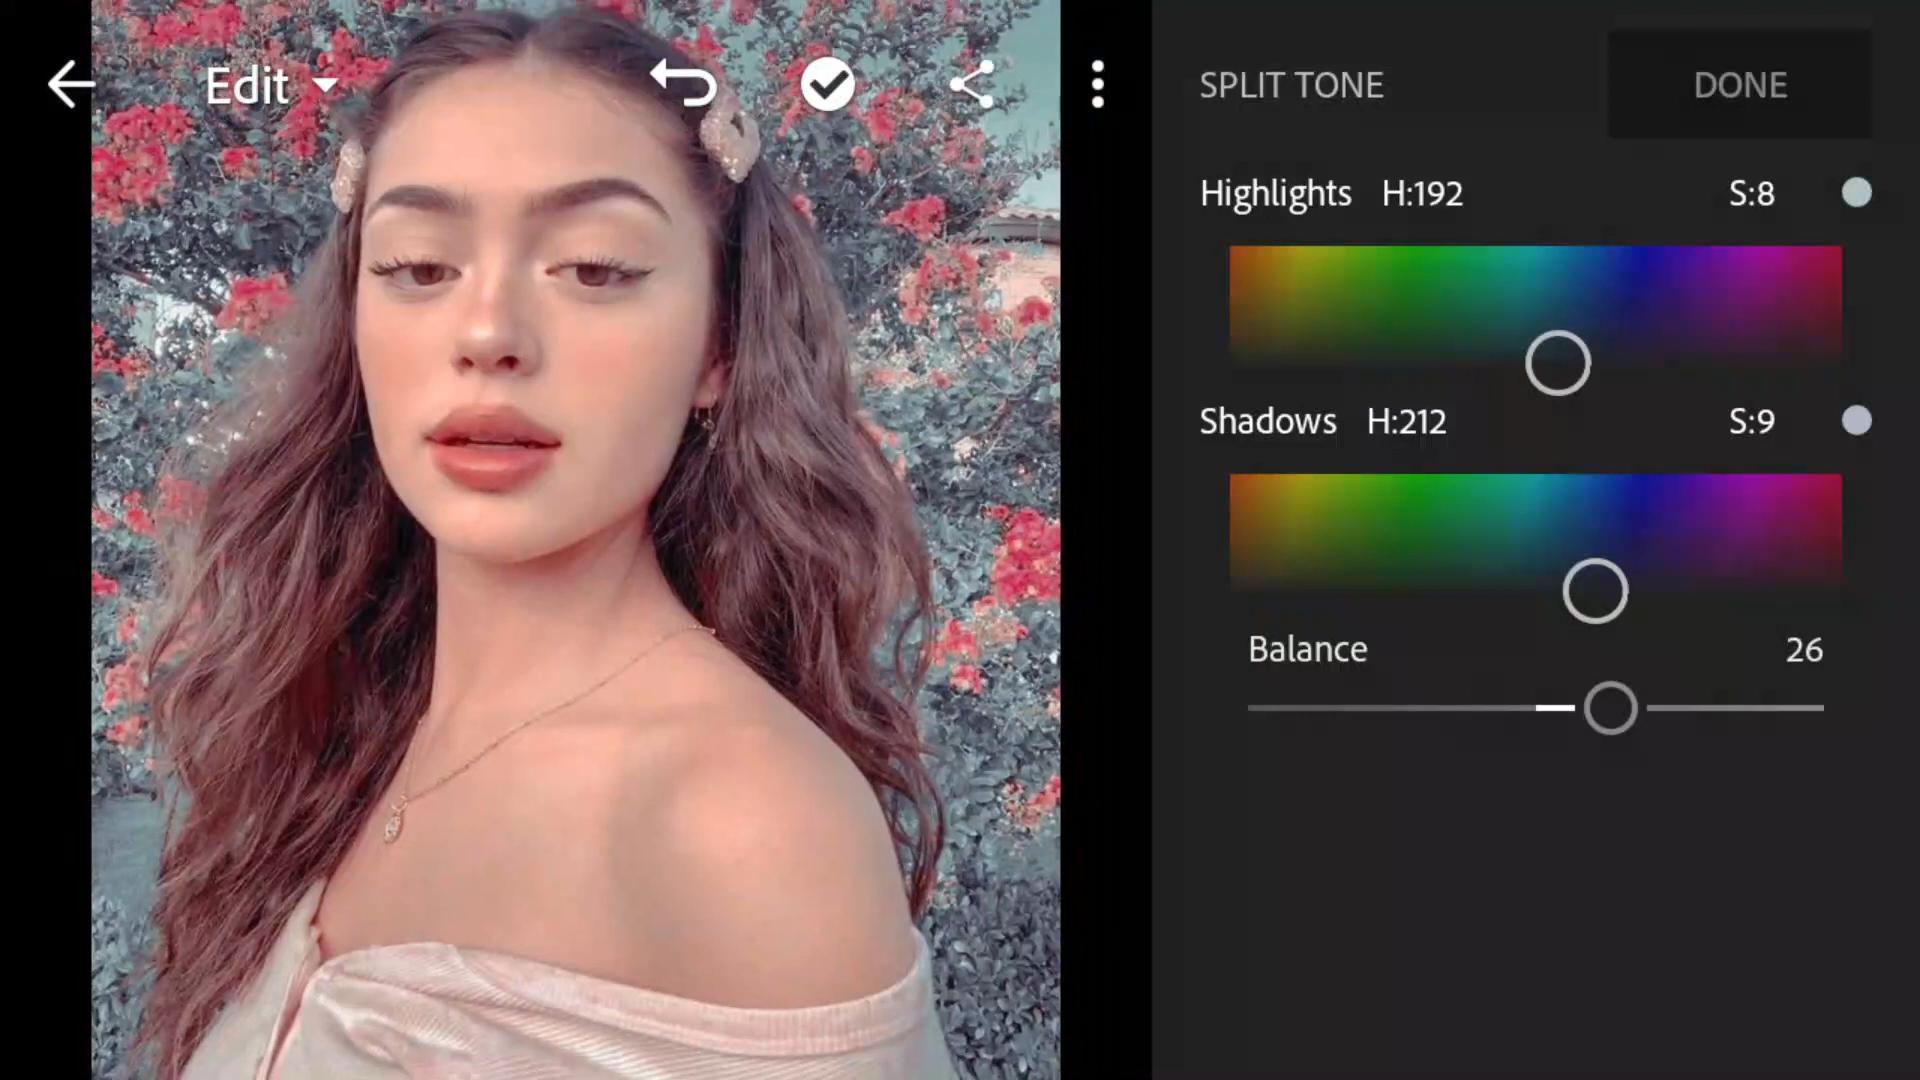 Edit
SPLIT TONE
DONE
Highlights H:192 S:8
Shadows H:212 S:9
Balance 26